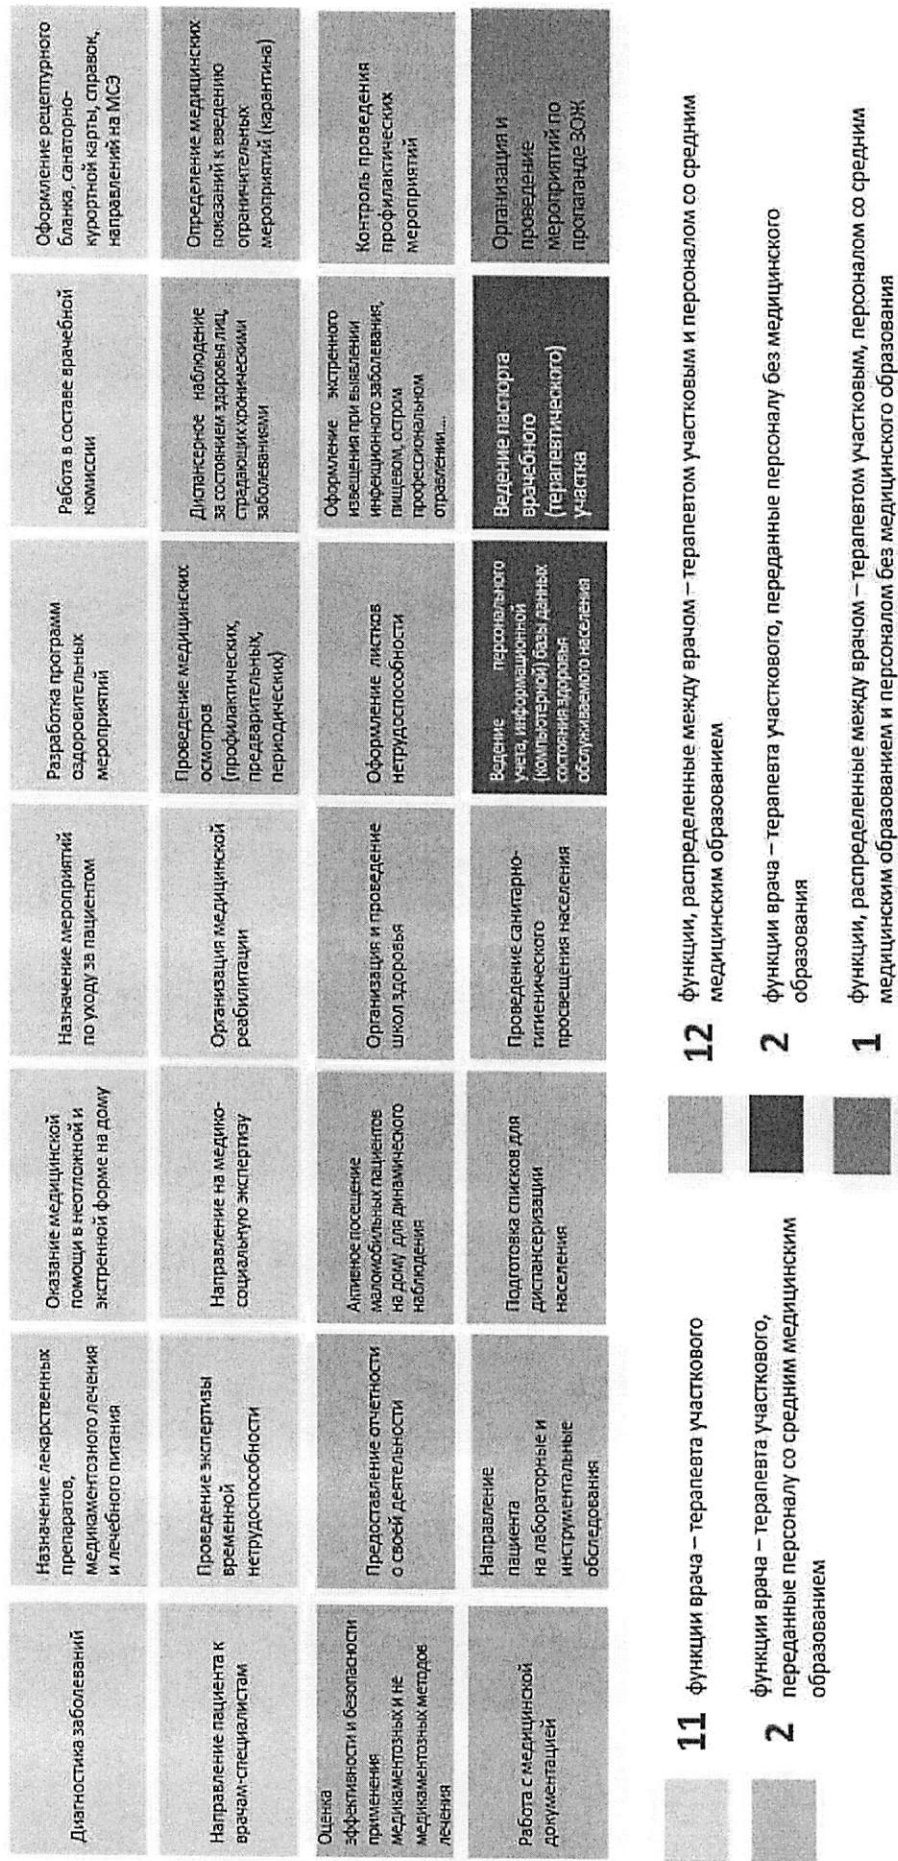 Диагностика заболеваний
Назначение лекарственных
препаратов,
медикаментозного лечения
и лечебного питания
Оказание медицинской
помощи в неотложной и
экстренной форме на дому
Назначение мероприятий
по уходу за пациентом
Разработка программ
оздоровительных
мероприятий
Работа в составе врачебной
комиссии
Оформление рецептурного
бланка, санаторно-
курортной карты, справок,
направлений на МСЭ
Направление пациента к
врачам-специалистам
Проведение экспертизы
временной
нетрудоспособности
Направление на медико-
социальную экспертизу
Организация медицинской
реабилитации
Проведение медицинских
осмотров
(профилактических,
предварительных,
периодических)
Диспансерное наблюдение
за состоянием здоровья лиц,
страдающих хроническими
заболеваниями
Определение медицинских
показаний к введению
ограничительных
мероприятий (карантина)
Оценка
эффективности и безопасности
применения
медикаментозных и не
медикаментозных методов
лечения
Предоставление отчетности
о своей деятельности
Активное посещение
маломобильных пациентов
на дому для динамического
наблюдения
Организация и проведение
школ здоровья
Оформление листков
нетрудоспособности
Оформление экстренного
извещения при выявлении
инфекционного заболевания,
пищевом, остром
профессиональном
отравлении....
Контроль проведения
профилактических
мероприятий
Работа с медицинской
документацией
Направление
пациента
на лабораторные и
инструментальные
обследования
Подготовка списков для
диспансеризации
населения
Проведение санитарно-
гигиенического
просвещения населения
Ведение персонального
учета, информационной
(компьютерной) базы данных
состояния здоровья
обслуживаемого населения
Ведение паспорта
врачебного
(терапевтического)
участка
Организация и
проведение
мероприятий по
пропаганде ЗОЖ
11 функции врача – терапевта участкового
2 функции врача – терапевта участкового,
переданные персоналу со средним медицинским
образованием
12 функции, распределенные между врачом – терапевтом участковым и персоналом со средним
медицинским образованием
2 функции врача – терапевта участкового, переданные персоналу без медицинского
образования
1 функции, распределенные между врачом – терапевтом участковым, персоналом со средним
медицинским образованием и персоналом без медицинского образования